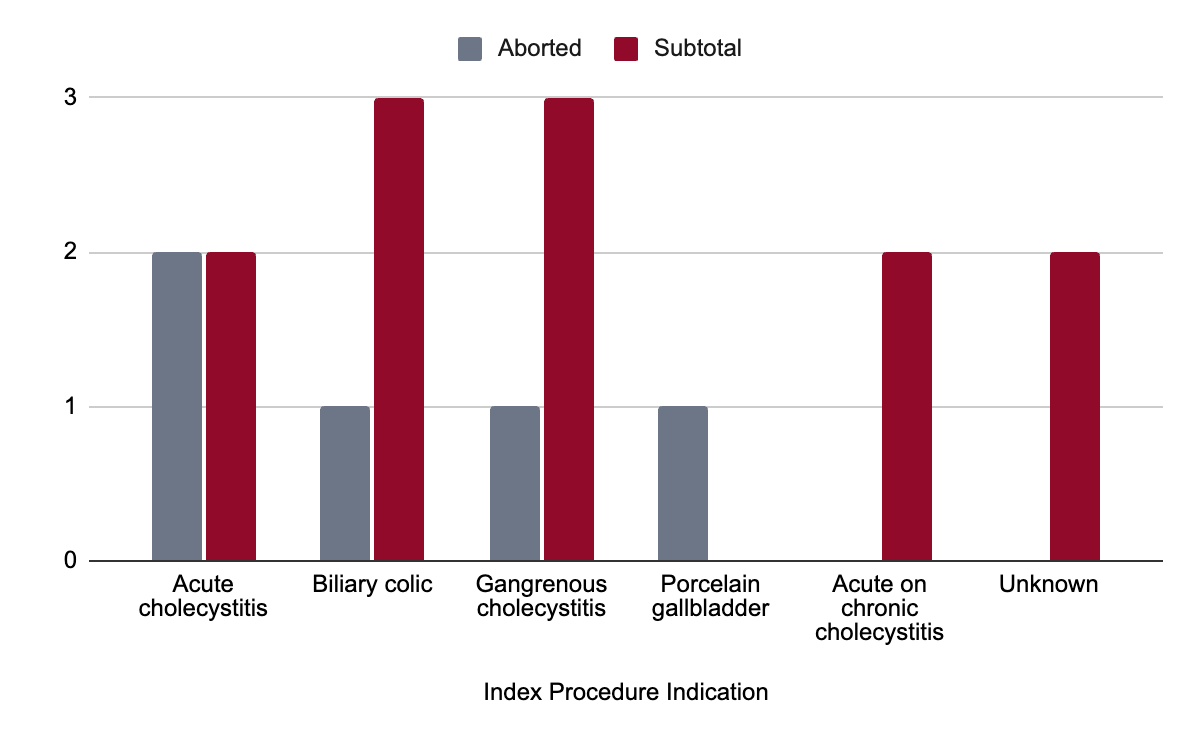 Aborted
Subtotal
3
2
1
0
Acute
cholecystitis
Biliary colic
Gangrenous
cholecystitis
Porcelain
gallbladder
Acute on
chronic
cholecystitis
Unknown
Index Procedure Indication